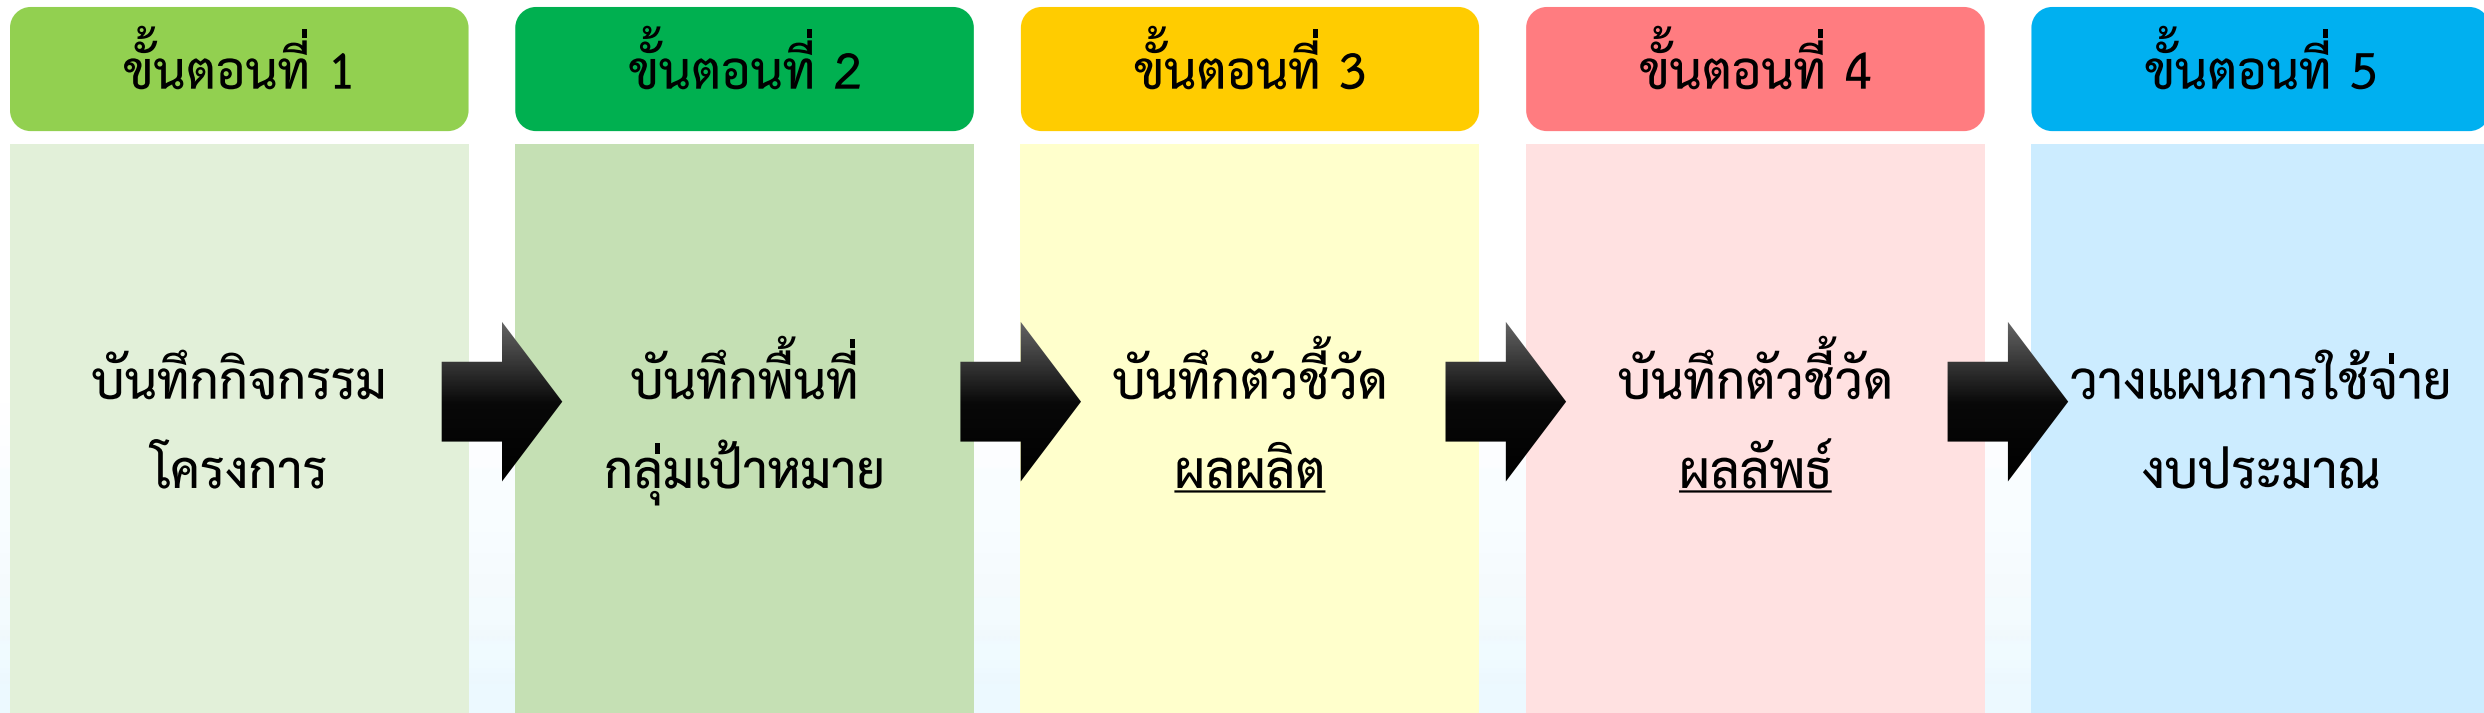 ขั้นตอนที่ 1
บันทึกกิจกรรม
โครงการ
ขั้นตอนที่ 2
บันทึกพื้นที่
กลุ่มเป้าหมาย
ขั้นตอนที่ 3
บันทึกตัวชี้วัด
ผลผลิต
ขั้นตอนที่ 4
บันทึกตัวชี้วัด
ผลลัพธ์
ขั้นตอนที่ 5
วางแผนการใช้จ่าย
งบประมาณ